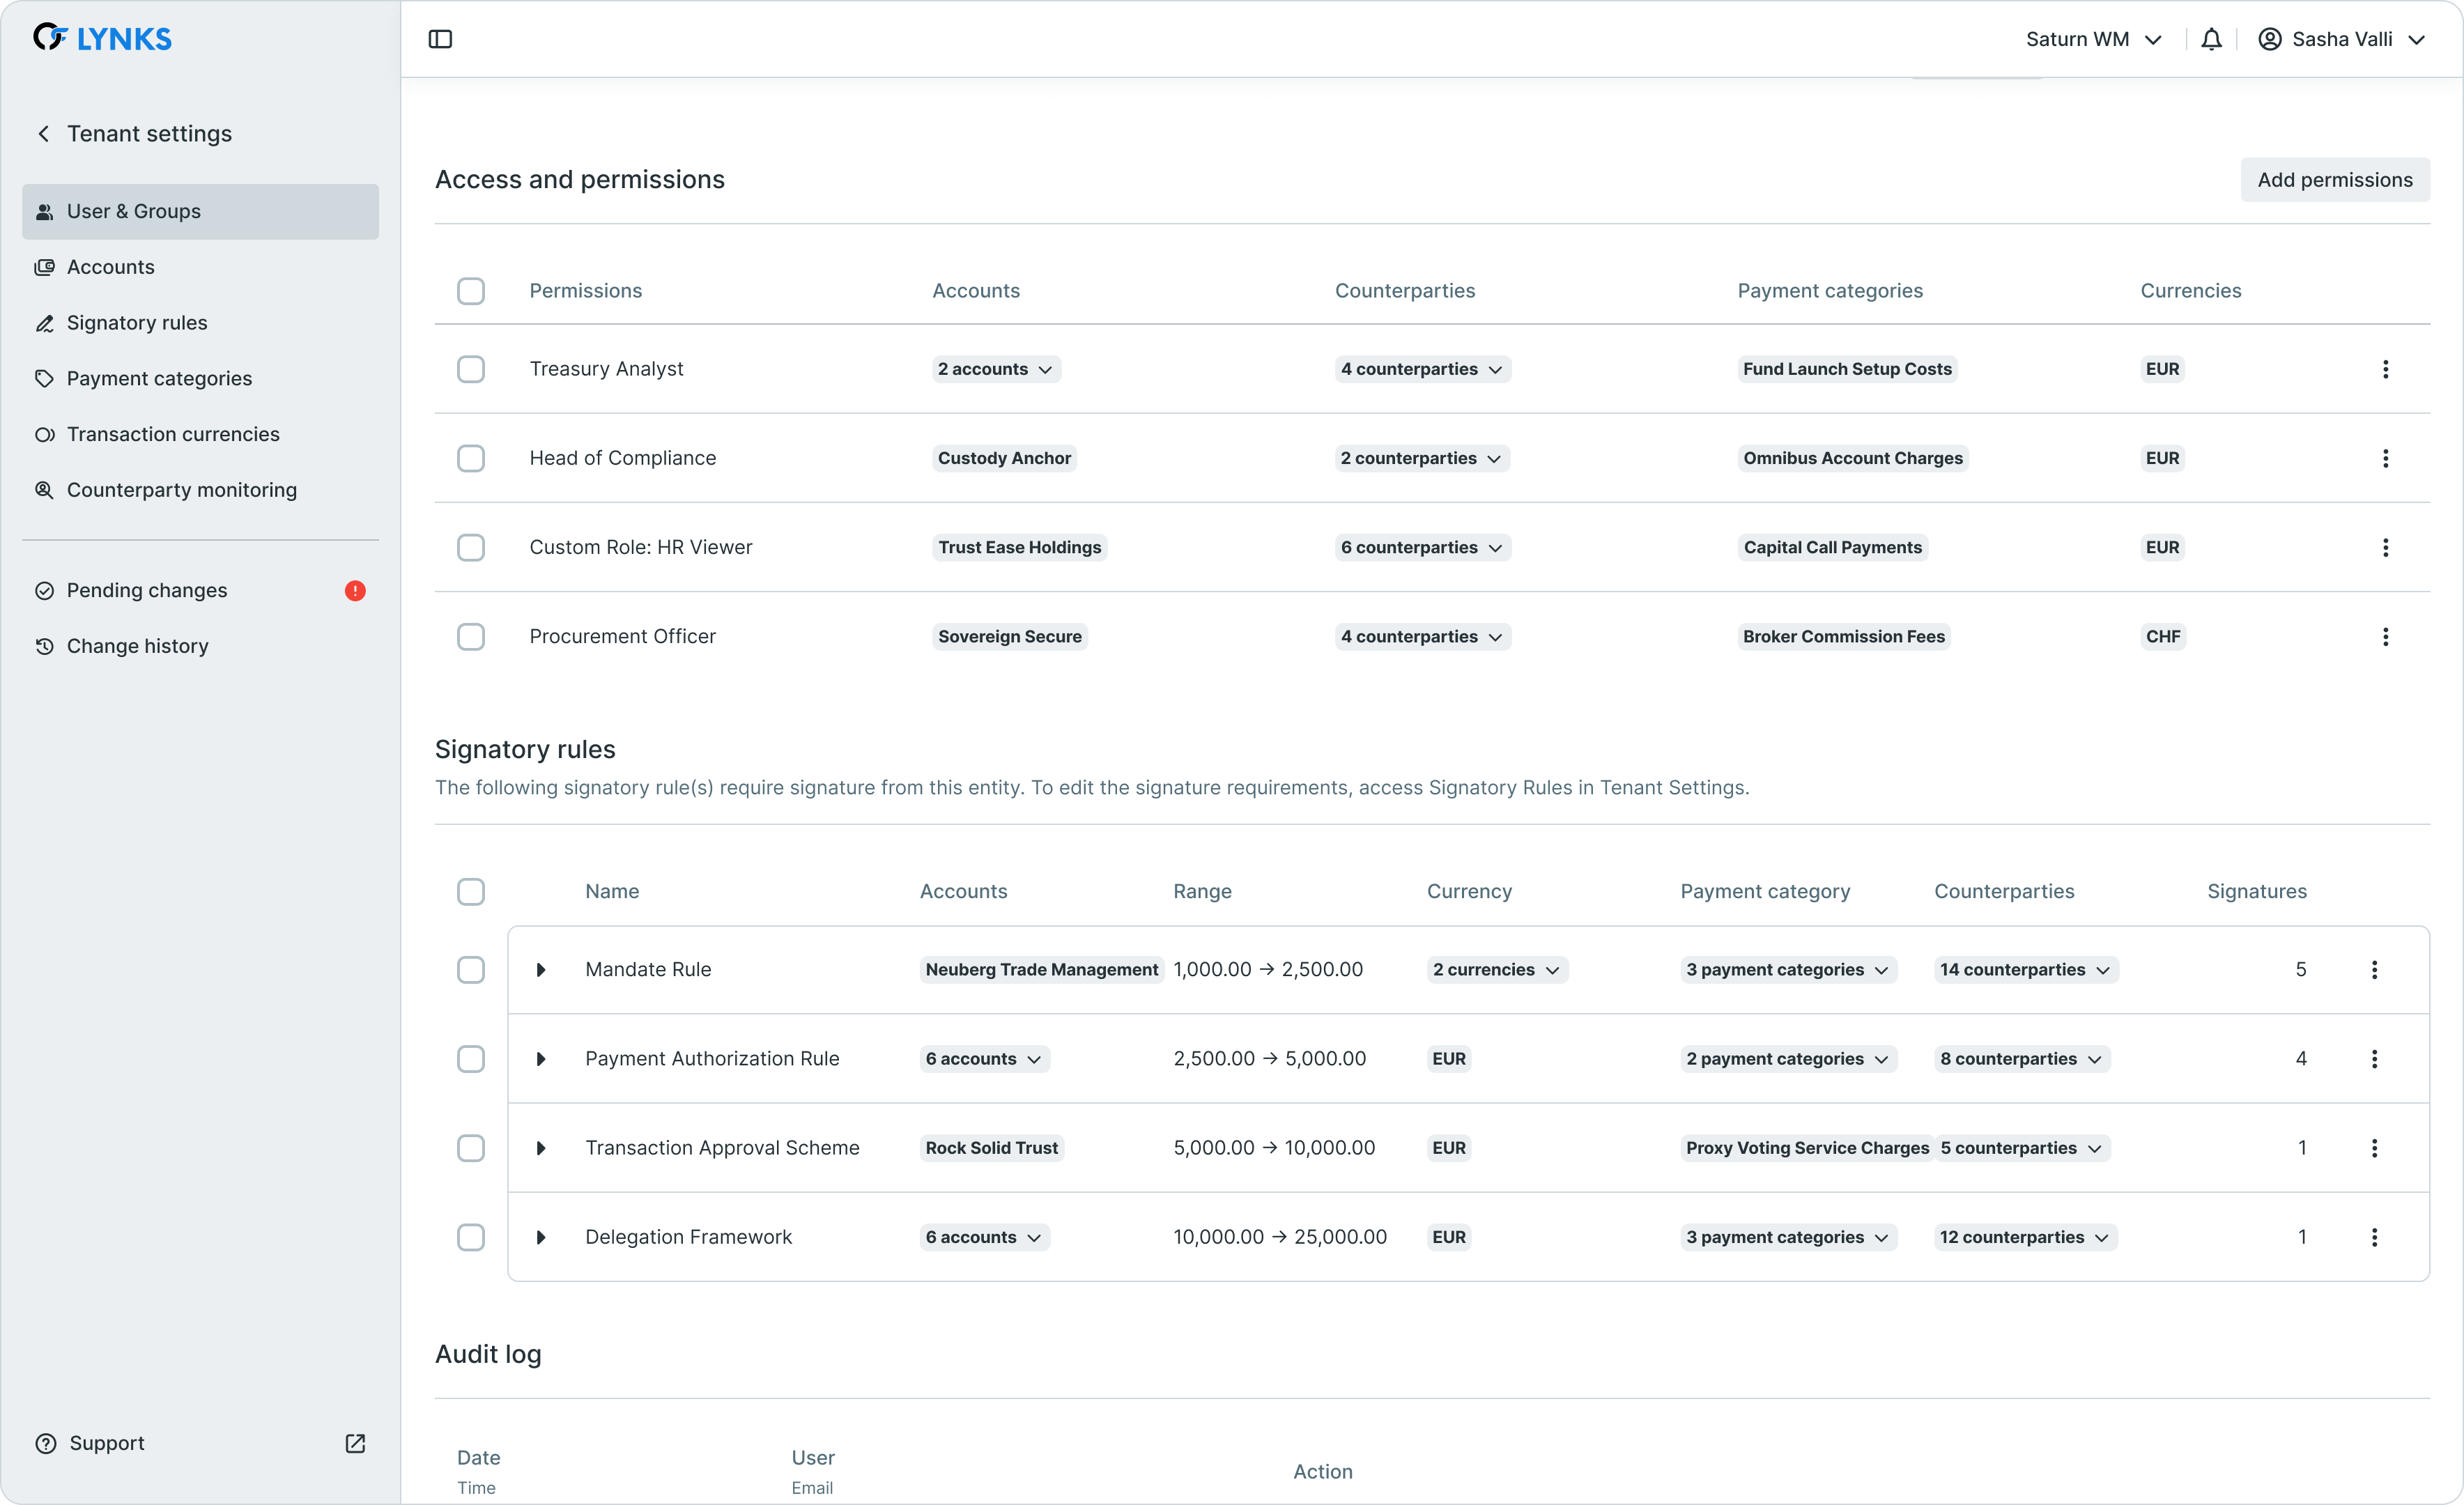 LYNKS
Saturn WM
Sasha Valli
Tenant settings
User & Groups
Accounts
Signatory rules
Payment categories
Transaction currencies
Counterparty monitoring
Pending changes
Change history
Support
Access and permissions
Add permissions
Permissions Accounts Counterparties Payment categories Currencies
Treasury Analyst 2 accounts 4 counterparties Fund Launch Setup Costs EUR
Head of Compliance Custody Anchor 2 counterparties Omnibus Account Charges EUR
Custom Role: HR Viewer Trust Ease Holdings 6 counterparties Capital Call Payments EUR
Procurement Officer Sovereign Secure 4 counterparties Broker Commission Fees CHF
Signatory rules
The following signatory rule(s) require signature from this entity. To edit the signature requirements, access Signatory Rules in Tenant Settings.
Name Accounts Range Currency Payment category Counterparties Signatures
Mandate Rule Neuberg Trade Management 1,000.00 → 2,500.00 2 currencies 3 payment categories 14 counterparties 5
Payment Authorization Rule 6 accounts 2,500.00 → 5,000.00 EUR 2 payment categories 8 counterparties 4
Transaction Approval Scheme Rock Solid Trust 5,000.00 → 10,000.00 EUR Proxy Voting Service Charges 5 counterparties 1
Delegation Framework 6 accounts 10,000.00 → 25,000.00 EUR 3 payment categories 12 counterparties 1
Audit log
Date User Action
Time Email